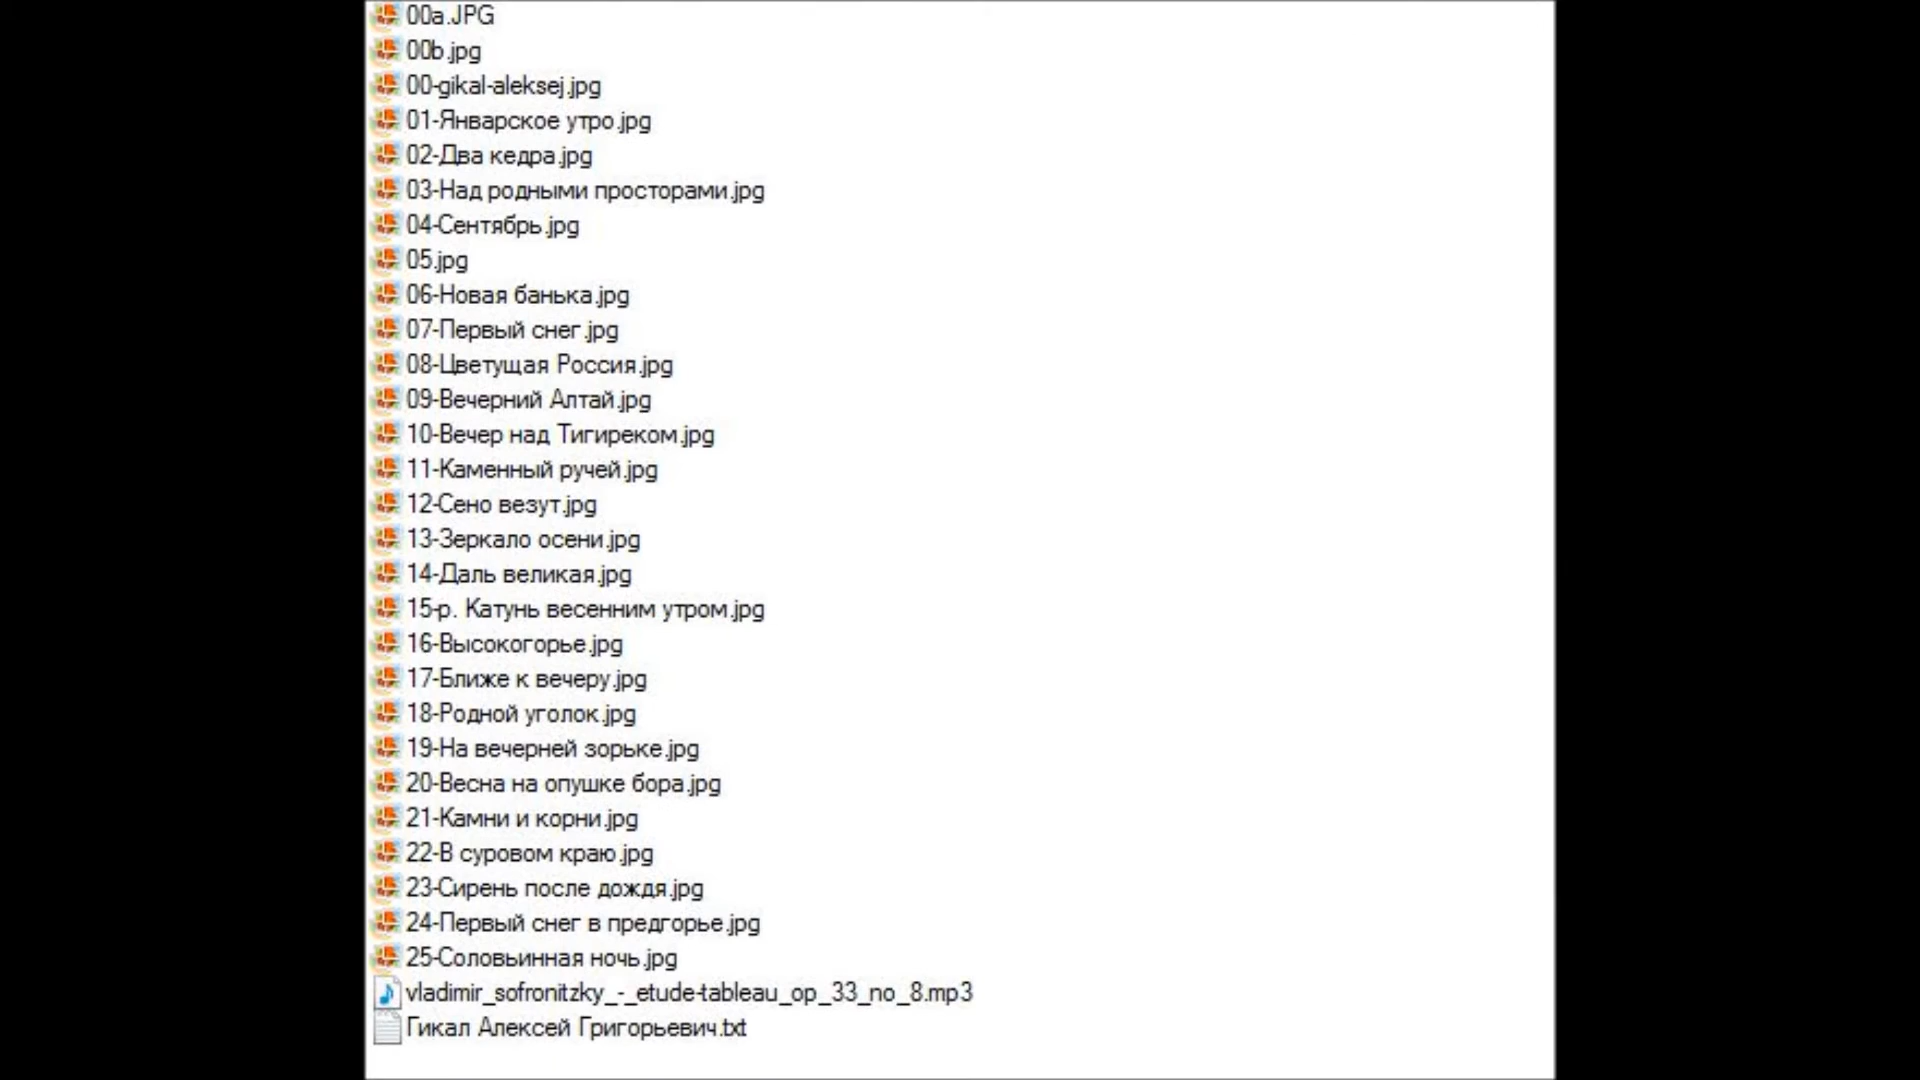 00a.JPG
00b.jpg
00-gikal-aleksej.jpg
01-Январское утро.jpg
02-Два кедра.jpg
03-Над родными просторами.jpg
04-Сентябрь.jpg
05.jpg
06-Новая банька.jpg
07-Первый снег.jpg
08-Цветущая Россия.jpg
09-Вечерний Алтай.jpg
10-Вечер над Тигиреком.jpg
11-Каменный ручей.jpg
12-Сено везут.jpg
13-Зеркало осени.jpg
14-Даль великая.jpg
15-р. Катунь весенним утром.jpg
16-Высокогорье.jpg
17-Ближе к вечеру.jpg
18-Родной уголок.jpg
19-На вечерней зорьке.jpg
20-Весна на опушке бора.jpg
21-Камни и корни.jpg
22-В суровом краю.jpg
23-Сирень после дождя.jpg
24-Первый снег в предгорье.jpg
25-Соловьинная ночь.jpg
vladimir_sofronitzky_-_etude-tableau_op_33_no_8.mp3
Гикал Алексей Григорьевич.txt